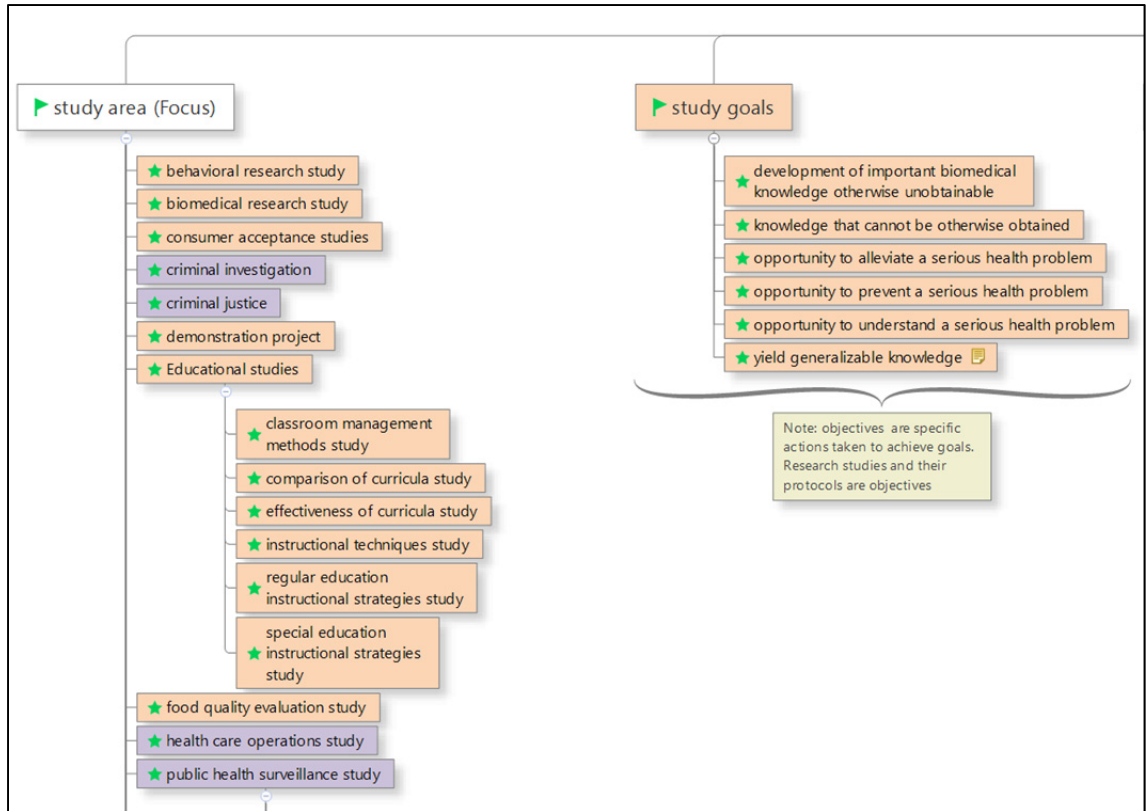 study area (Focus)
behavioral research study
biomedical research study
consumer acceptance studies
criminal investigation
criminal justice
demonstration project
Educational studies
classroom management
methods study
comparison of curricula study
effectiveness of curricula study
instructional techniques study
regular education
instructional strategies study
special education
instructional strategies
study
food quality evaluation study
health care operations study
public health surveillance study
study goals
development of important biomedical
knowledge otherwise unobtainable
knowledge that cannot be otherwise obtained
opportunity to alleviate a serious health problem
opportunity to prevent a serious health problem
opportunity to understand a serious health problem
yield generalizable knowledge
Note: objectives are specific
actions taken to achieve goals.
Research studies and their
protocols are objectives